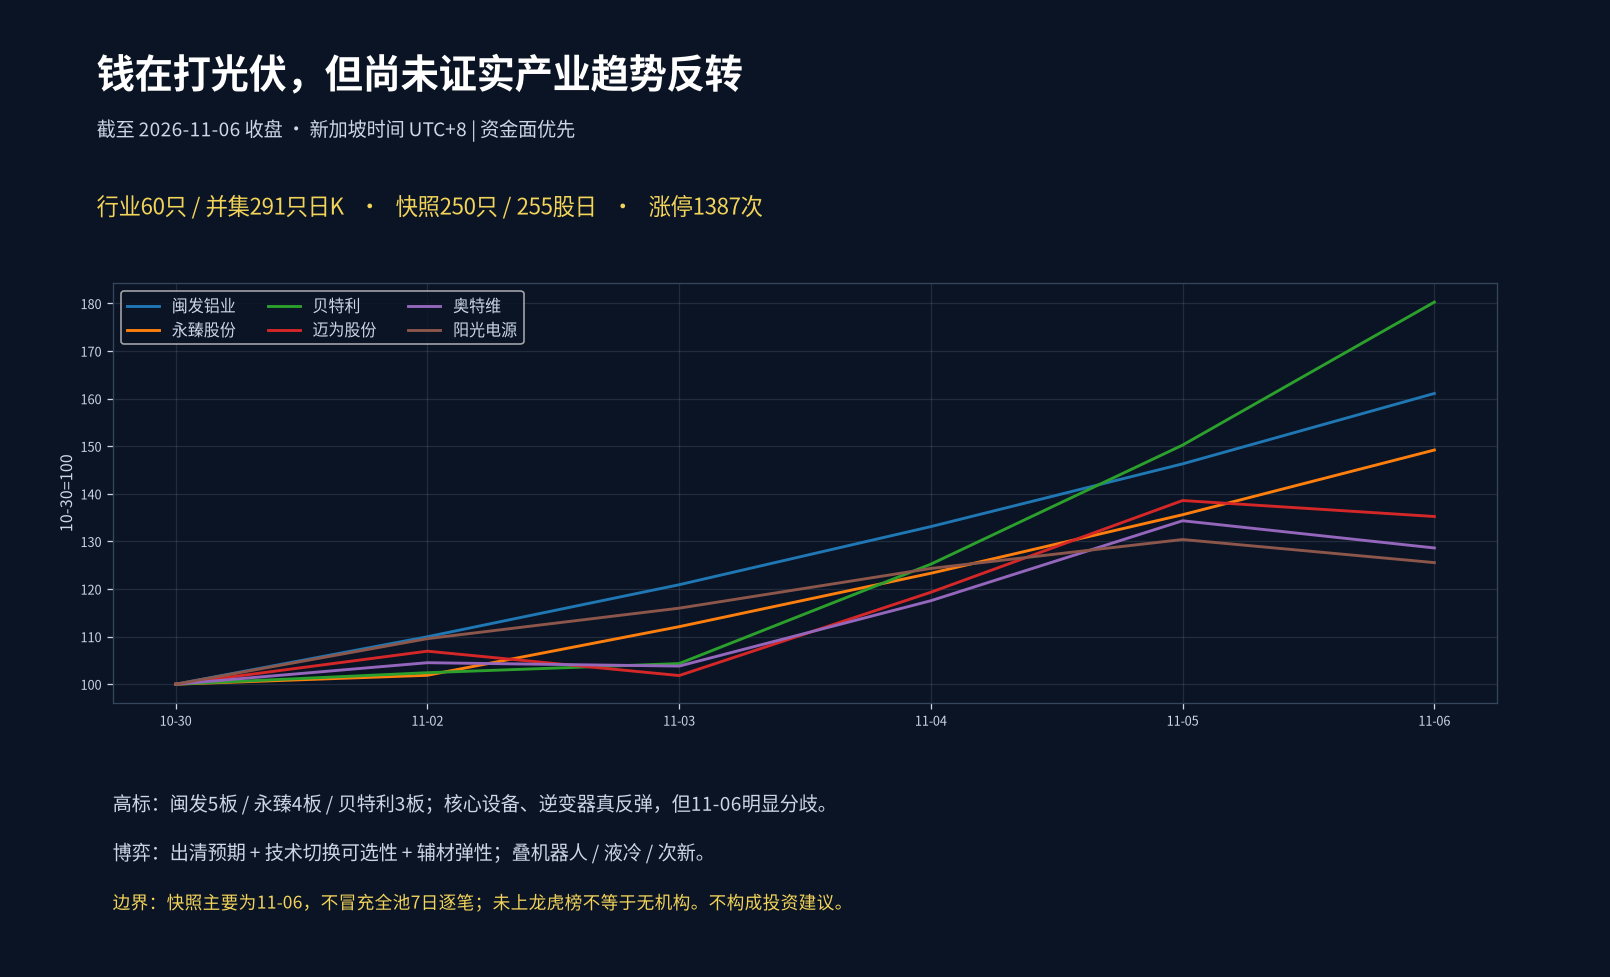 钱在打光伏，但尚未证实产业趋势反转
截至 2026-11-06 收盘 · 新加坡时间 UTC+8 | 资金面优先
行业60只 / 并集291只日K · 快照250只 / 255股日 · 涨停1387次
闽发铝业 贝特利 奥特维
永臻股份 迈为股份 阳光电源
10-30=100
180
170
160
150
140
130
120
110
100
10-30 11-02 11-03 11-04 11-05 11-06
高标：闽发5板 / 永臻4板 / 贝特利3板；核心设备、逆变器真反弹，但11-06明显分歧。
博弈：出清预期 + 技术切换可选性 + 辅材弹性；叠机器人 / 液冷 / 次新。
边界：快照主要为11-06，不冒充全池7日逐笔；未上龙虎榜不等于无机构。不构成投资建议。